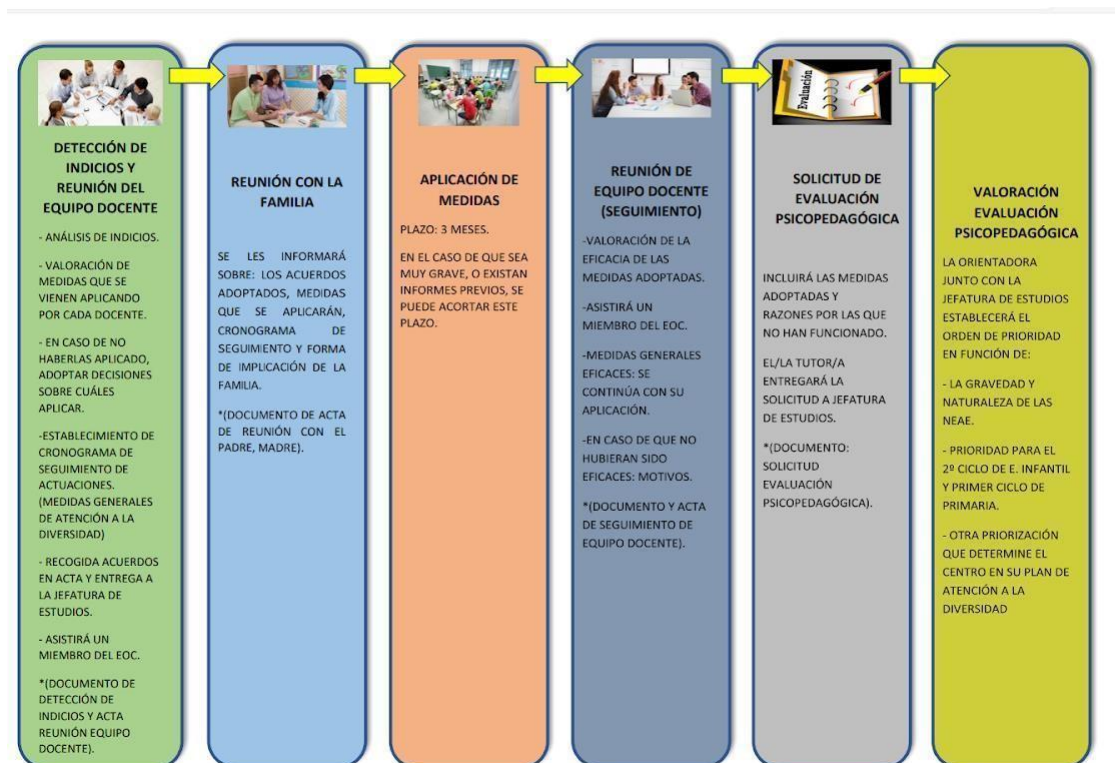 DETECCIÓN DE
INDICIOS Y
REUNIÓN DEL
EQUIPO DOCENTE
- ANÁLISIS DE INDICIOS.
- VALORACIÓN DE
MEDIDAS QUE SE
VIENEN APLICANDO
POR CADA DOCENTE.
- EN CASO DE NO
HABERLAS APLICADO,
ADOPTAR DECISIONES
SOBRE CUÁLES
APLICAR.
-ESTABLECIMIENTO DE
CRONOGRAMA DE
SEGUIMIENTO DE
ACTUACIONES.
(MEDIDAS GENERALES
DE ATENCIÓN A LA
DIVERSIDAD)
- RECOGIDA ACUERDOS
EN ACTA Y ENTREGA A
LA JEFATURA DE
ESTUDIOS.
- ASISTIRÁ UN
MIEMBRO DEL EOC.
*(DOCUMENTO DE
DETECCIÓN DE
INDICIOS Y ACTA
REUNIÓN EQUIPO
DOCENTE).
REUNIÓN CON LA
FAMILIA
SE LES INFORMARÁ
SOBRE: LOS ACUERDOS
ADOPTADOS, MEDIDAS
QUE SE APLICARÁN,
CRONOGRAMA DE
SEGUIMIENTO Y FORMA
DE IMPLICACIÓN DE LA
FAMILIA.
*(DOCUMENTO DE ACTA
DE REUNIÓN CON EL
PADRE, MADRE).
APLICACIÓN DE
MEDIDAS
PLAZO: 3 MESES.
EN EL CASO DE QUE SEA
MUY GRAVE, O EXISTAN
INFORMES PREVIOS, SE
PUEDE ACORTAR ESTE
PLAZO.
REUNIÓN DE
EQUIPO DOCENTE
(SEGUIMIENTO)
-VALORACIÓN DE LA
EFICACIA DE LAS
MEDIDAS ADOPTADAS.
-ASISTIRÁ UN
MIEMBRO DEL EOC.
-MEDIDAS GENERALES
EFICACES: SE
CONTINÚA CON SU
APLICACIÓN.
-EN CASO DE QUE NO
HUBIERAN SIDO
EFICACES: MOTIVOS.
*(DOCUMENTO Y ACTA
DE SEGUIMIENTO DE
EQUIPO DOCENTE).
Evaluación
SOLICITUD DE
EVALUACIÓN
PSICOPEDAGÓGICA
INCLUIRÁ LAS MEDIDAS
ADOPTADAS Y
RAZONES POR LAS QUE
NO HAN FUNCIONADO.
EL/LA TUTOR/A
ENTREGARÁ LA
SOLICITUD A JEFATURA
DE ESTUDIOS.
*(DOCUMENTO:
SOLICITUD
EVALUACIÓN
PSICOPEDAGÓGICA).
VALORACIÓN
EVALUACIÓN
PSICOPEDAGÓGICA
LA ORIENTADORA
JUNTO CON LA
JEFATURA DE ESTUDIOS
ESTABLECERÁ EL
ORDEN DE PRIORIDAD
EN FUNCIÓN DE:
- LA GRAVEDAD Y
NATURALEZA DE LAS
NEAE.
- PRIORIDAD PARA EL
2º CICLO DE E. INFANTIL
Y PRIMER CICLO DE
PRIMARIA.
- OTRA PRIORIZACIÓN
QUE DETERMINE EL
CENTRO EN SU PLAN DE
ATENCIÓN A LA
DIVERSIDAD